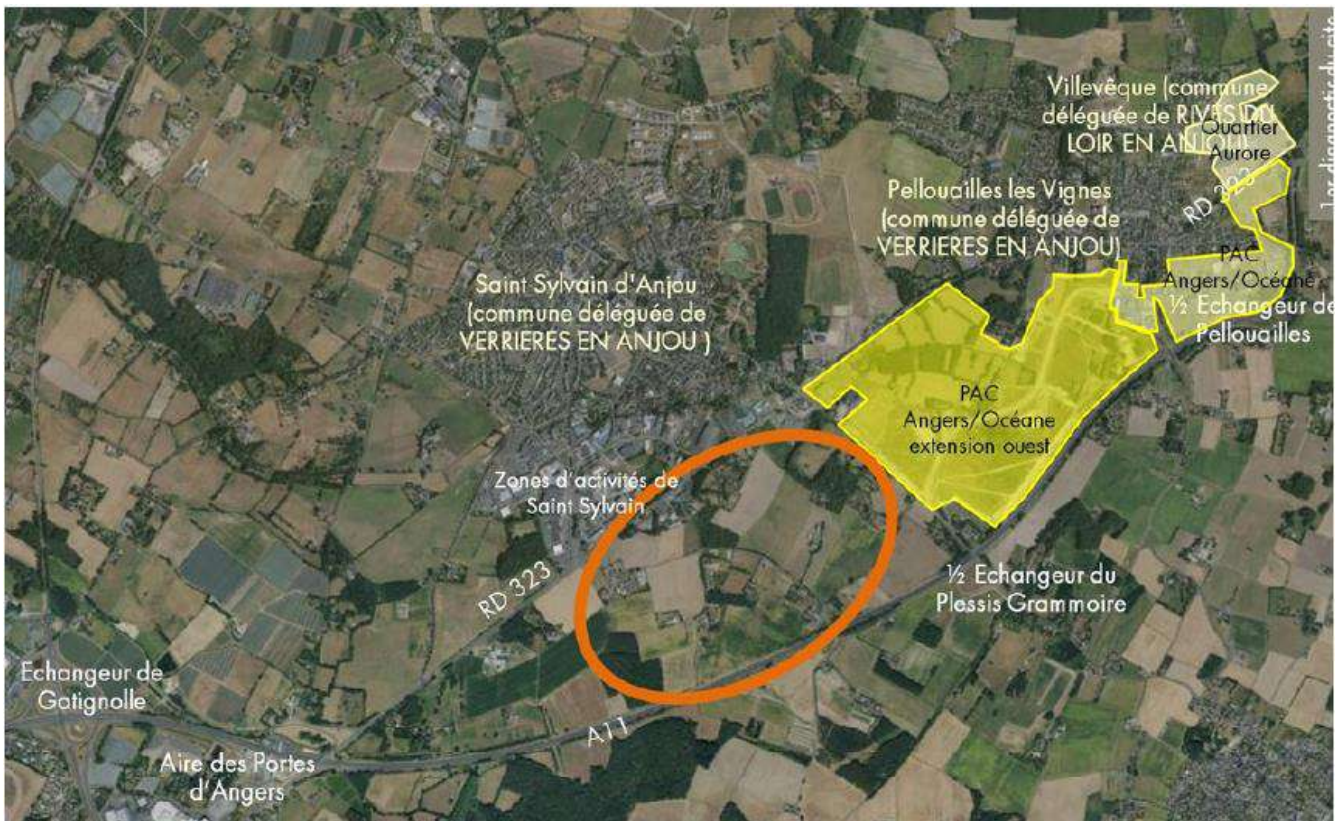 Villevêque (commune
déléguée de RIVES DU
LOIR EN ANJOU)
Quartier
Aurore
RD 323
Pellouailles les Vignes
(commune déléguée de
VERRIERES EN ANJOU)
PAC
Angers/Océane
½ Echangeur de
Pellouailles
Saint Sylvain d'Anjou
(commune déléguée de
VERRIERES EN ANJOU )
PAC
Angers/Océane
extension ouest
Zones d'activités de
Saint Sylvain
RD 323
½ Echangeur du
Plessis Grammoire
Echangeur de
Gatignolle
A11
Aire des Portes
d'Angers